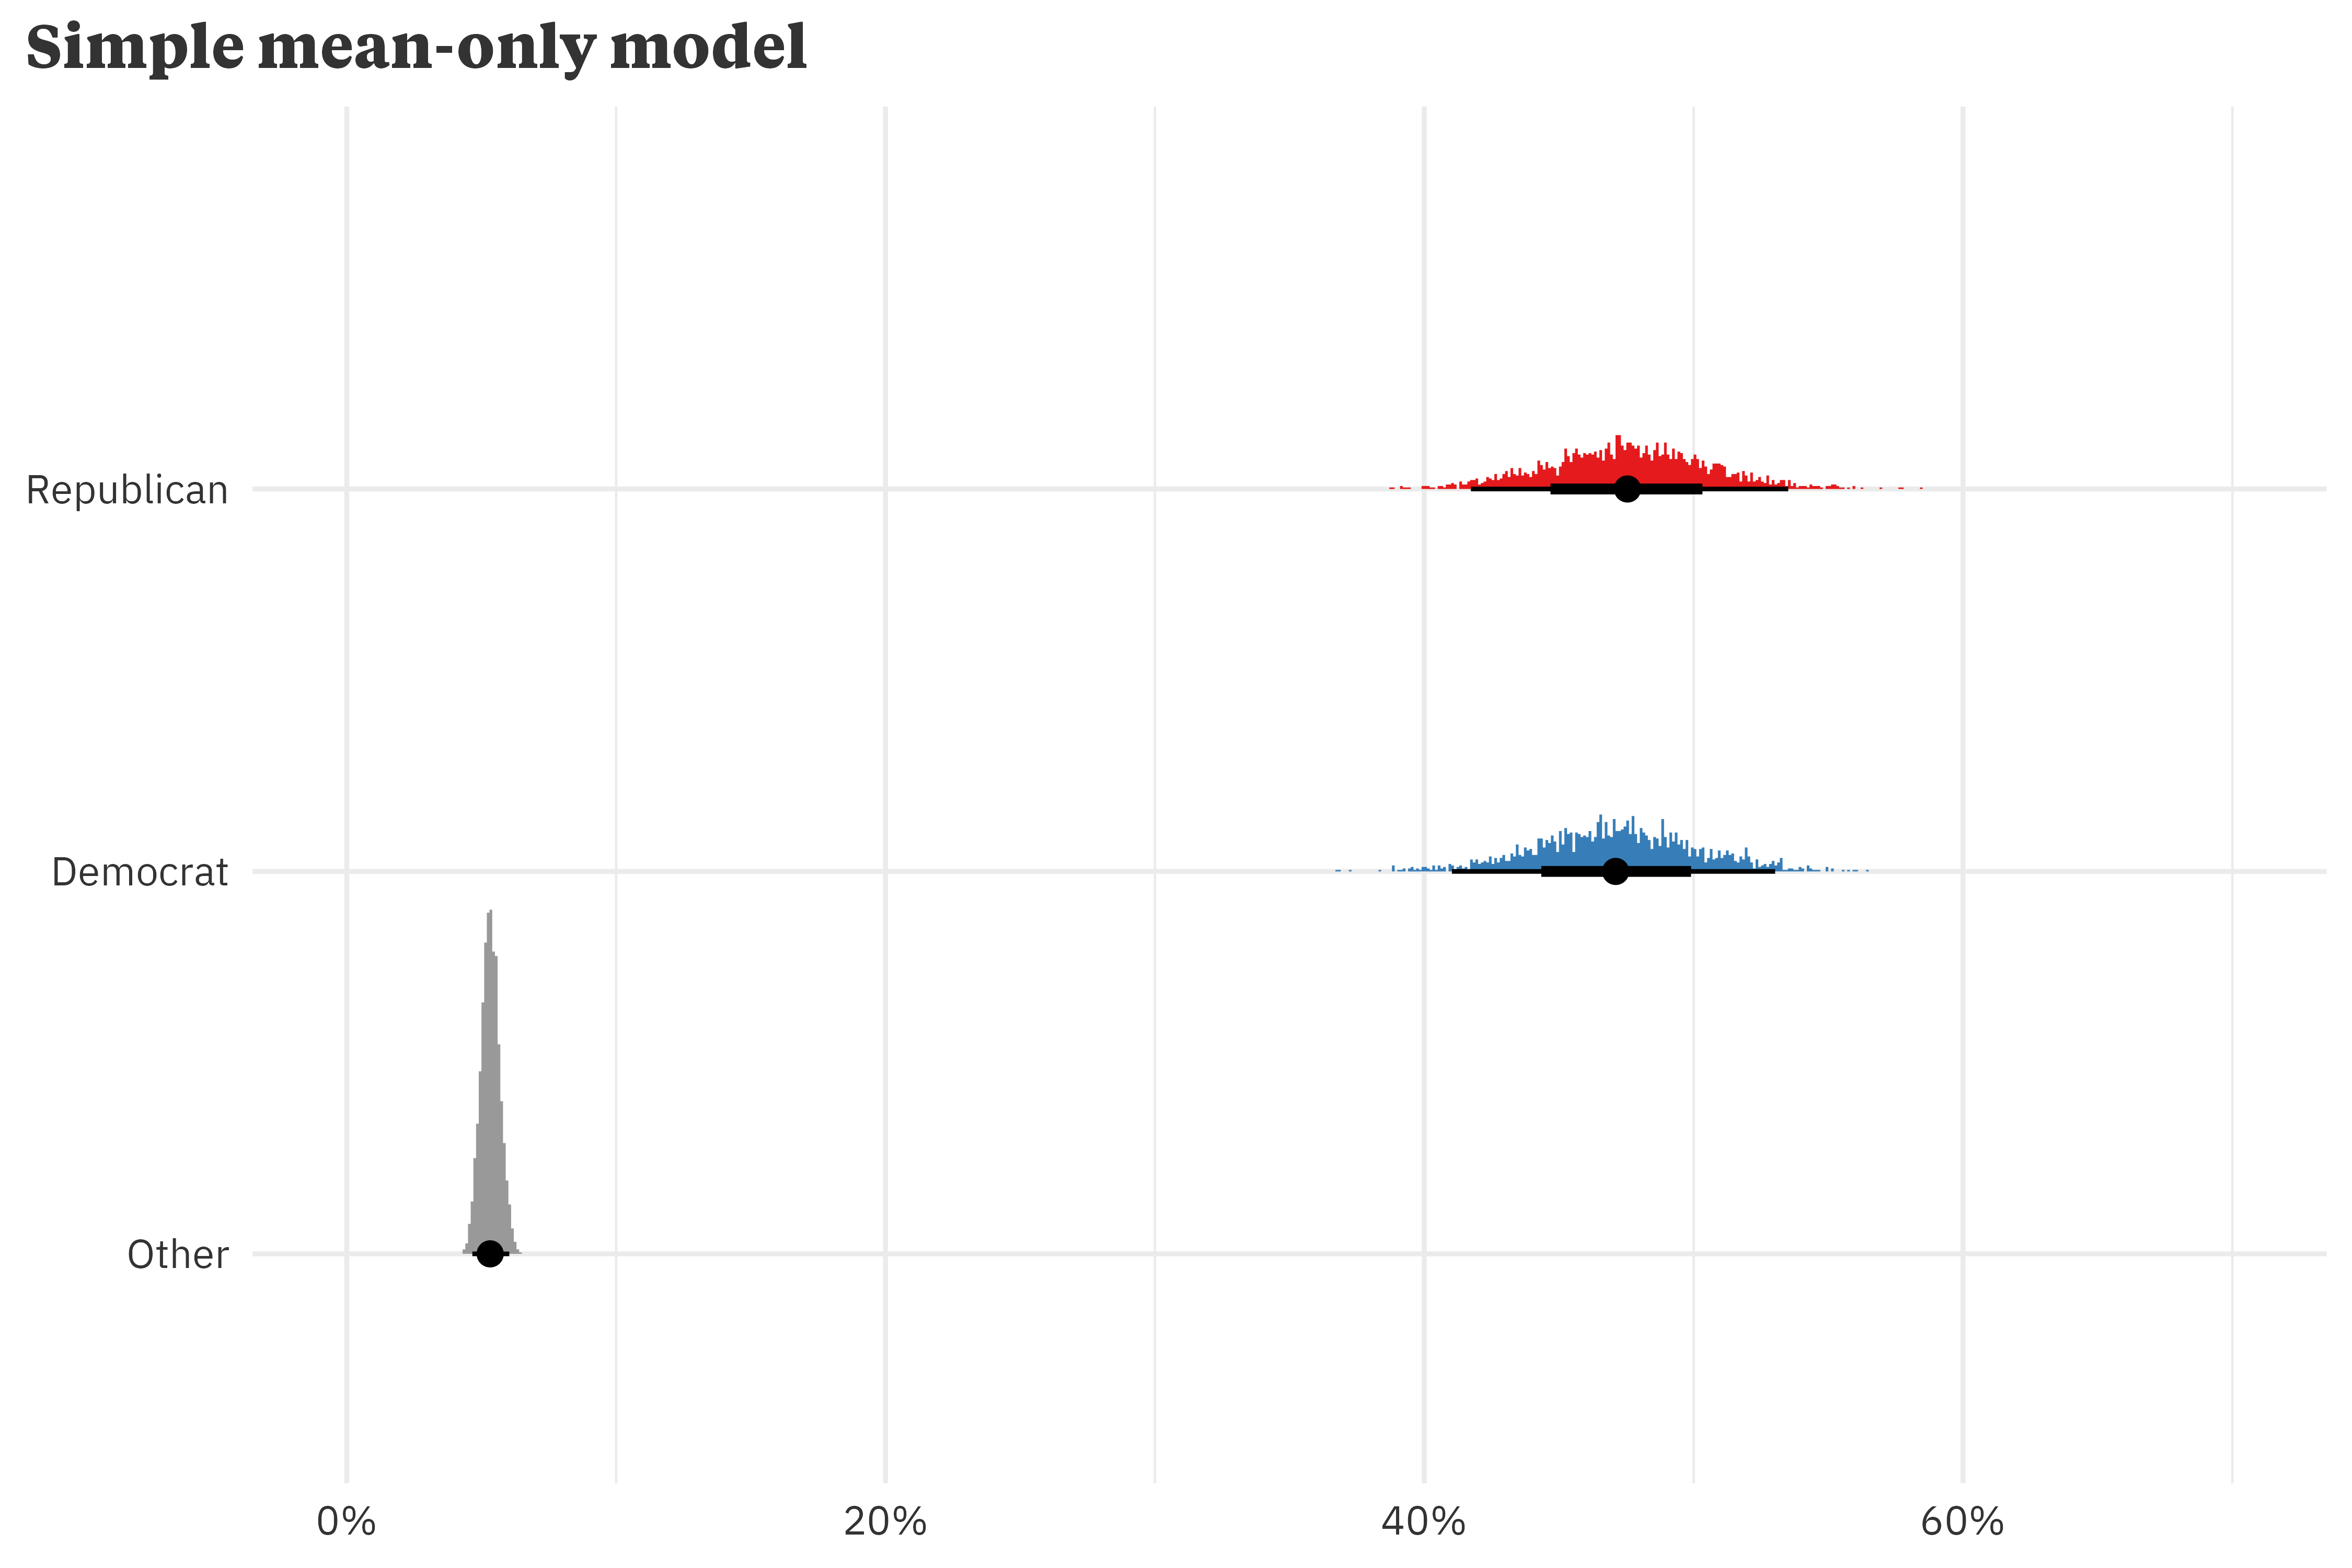 Simple mean-only model
Republican
Democrat
Other
0% 20% 40% 60%